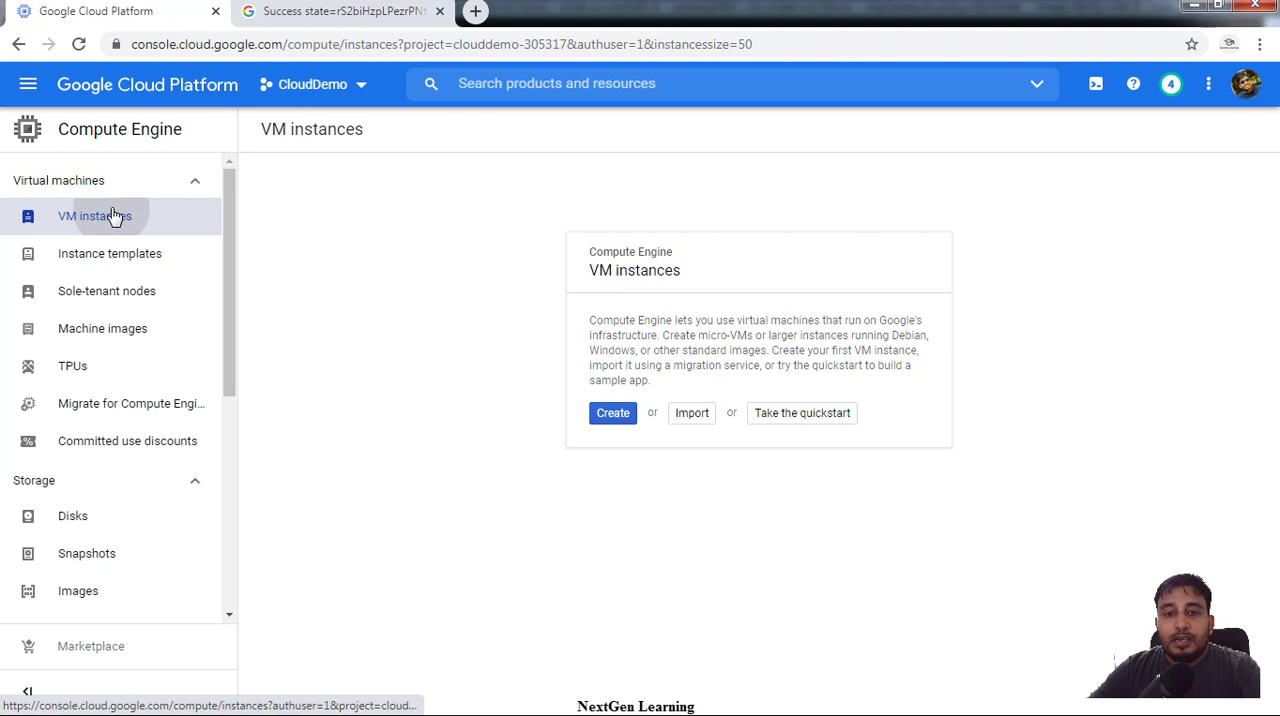 Google Cloud Platform
Success state=rS2biHzpLPezrPN
console.cloud.google.com/compute/instances?project=clouddemo-305317&authuser=1&instancessize=50
Google Cloud Platform
CloudDemo
Search products and resources
4
Compute Engine
VM instances
Virtual machines
VM instances
Instance templates
Sole-tenant nodes
Machine images
TPUs
Migrate for Compute Engi...
Committed use discounts
Storage
Disks
Snapshots
Images
Marketplace
Compute Engine
VM instances
Compute Engine lets you use virtual machines that run on Google's
infrastructure. Create micro-VMs or larger instances running Debian,
Windows, or other standard images. Create your first VM instance,
import it using a migration service, or try the quickstart to build a
sample app.
Create or Import or Take the quickstart
https://console.cloud.google.com/compute/instances?authuser=1&project=cloud...
NextGen Learning